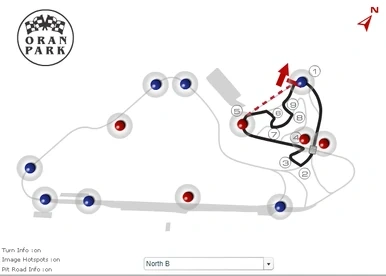 ORAN
PARK
N
1
5
9
6
8
7
4
3
2
Turn Info :on
Image Hotspots :on
Pit Road Info :on
North B